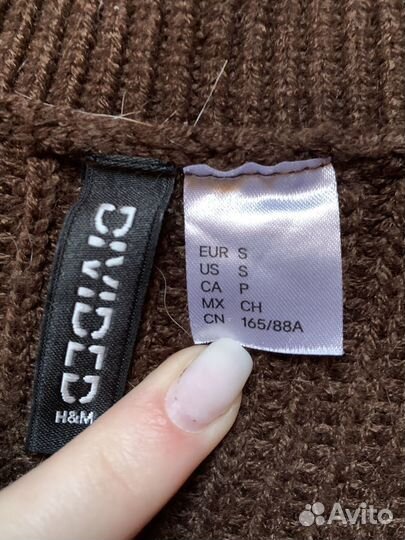 DIVIDED
H&M
EUR S
US S
CA P
MX CH
CN 165/88A
Avito